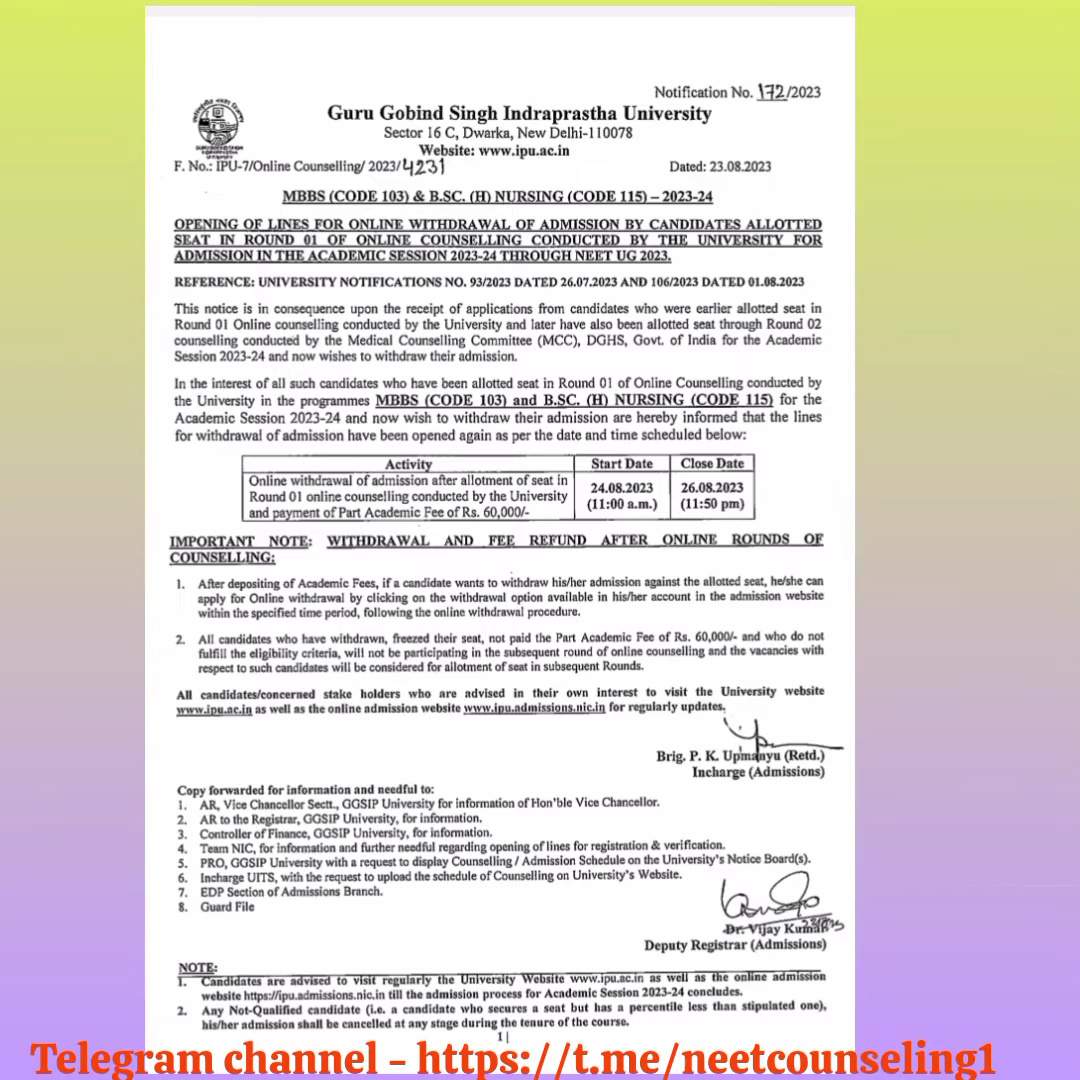 Notification No. 172/2023
Guru Gobind Singh Indraprastha University
Sector 16 C, Dwarka, New Delhi-110078
Website: www.ipu.ac.in
F. No.: IPU-7/Online Counselling/ 2023/4231 Dated: 23.08.2023
MBBS (CODE 103) & B.SC. (H) NURSING (CODE 115) – 2023-24
OPENING OF LINES FOR ONLINE WITHDRAWAL OF ADMISSION BY CANDIDATES ALLOTTED
SEAT IN ROUND 01 OF ONLINE COUNSELLING CONDUCTED BY THE UNIVERSITY FOR
ADMISSION IN THE ACADEMIC SESSION 2023-24 THROUGH NEET UG 2023.
REFERENCE: UNIVERSITY NOTIFICATIONS NO. 93/2023 DATED 26.07.2023 AND 106/2023 DATED 01.08.2023
This notice is in consequence upon the receipt of applications from candidates who were earlier allotted seat in
Round 01 Online counselling conducted by the University and later have also been allotted seat through Round 02
counselling conducted by the Medical Counselling Committee (MCC), DGHS, Govt. of India for the Academic
Session 2023-24 and now wishes to withdraw their admission.
In the interest of all such candidates who have been allotted seat in Round 01 of Online Counselling conducted by
the University in the programmes MBBS (CODE 103) and B.SC. (H) NURSING (CODE 115) for the
Academic Session 2023-24 and now wish to withdraw their admission are hereby informed that the lines
for withdrawal of admission have been opened again as per the date and time scheduled below:
Activity Start Date Close Date
Online withdrawal of admission after allotment of seat in
Round 01 online counselling conducted by the University
and payment of Part Academic Fee of Rs. 60,000/-
24.08.2023
(11:00 a.m.)
26.08.2023
(11:50 pm)
IMPORTANT NOTE: WITHDRAWAL AND FEE REFUND AFTER ONLINE ROUNDS OF
COUNSELLING:
1. After depositing of Academic Fees, if a candidate wants to withdraw his/her admission against the allotted seat, he/she can
apply for Online withdrawal by clicking on the withdrawal option available in his/her account in the admission website
within the specified time period, following the online withdrawal procedure.
2. All candidates who have withdrawn, freezed their seat, not paid the Part Academic Fee of Rs. 60,000/- and who do not
fulfill the eligibility criteria, will not be participating in the subsequent round of online counselling and the vacancies with
respect to such candidates will be considered for allotment of seat in subsequent Rounds.
All candidates/concerned stake holders who are advised in their own interest to visit the University website
www.ipu.ac.in as well as the online admission website www.ipu.admissions.nic.in for regularly updates.
Brig. P. K. Upmanyu (Retd.)
Incharge (Admissions)
Copy forwarded for information and needful to:
1. AR, Vice Chancellor Sectt., GGSIP University for information of Hon'ble Vice Chancellor.
2. AR to the Registrar, GGSIP University, for information.
3. Controller of Finance, GGSIP University, for information.
4. Team NIC, for information and further needful regarding opening of lines for registration & verification.
5. PRO, GGSIP University with a request to display Counselling / Admission Schedule on the University's Notice Board(s).
6. Incharge UITS, with the request to upload the schedule of Counselling on University's Website.
7. EDP Section of Admissions Branch.
8. Guard File
Dr. Vijay Kumar
Deputy Registrar (Admissions)
NOTE:
1. Candidates are advised to visit regularly the University Website www.ipu.ac.in as well as the online admission
website https://ipu.admissions.nic.in till the admission process for Academic Session 2023-24 concludes.
2. Any Not-Qualified candidate (i.e. a candidate who secures a seat but has a percentile less than stipulated one),
his/her admission shall be cancelled at any stage during the tenure of the course.
1|
Telegram channel - https://t.me/neetcounseling1